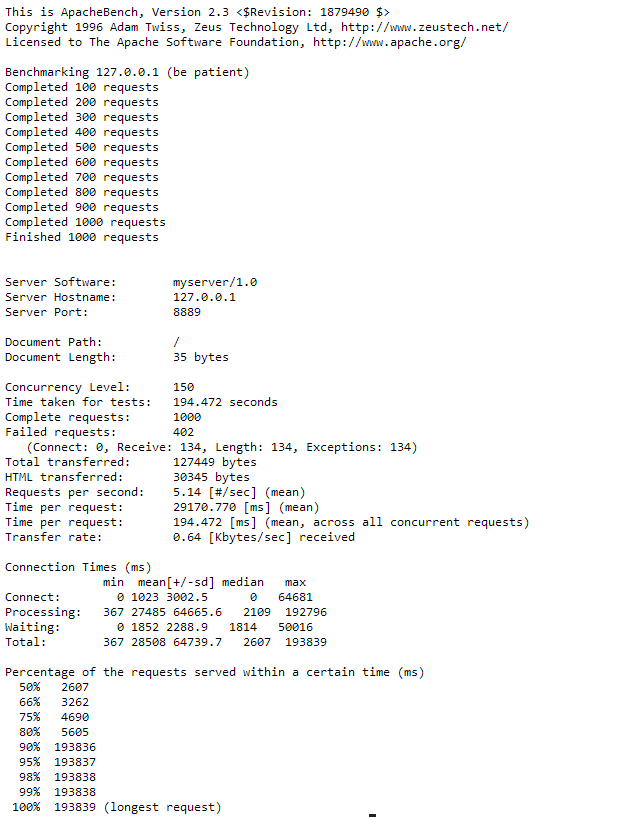 This is ApacheBench, Version 2.3 <$Revision: 1879490 $>
Copyright 1996 Adam Twiss, Zeus Technology Ltd, http://www.zeustech.net/
Licensed to The Apache Software Foundation, http://www.apache.org/

Benchmarking 127.0.0.1 (be patient)
Completed 100 requests
Completed 200 requests
Completed 300 requests
Completed 400 requests
Completed 500 requests
Completed 600 requests
Completed 700 requests
Completed 800 requests
Completed 900 requests
Completed 1000 requests
Finished 1000 requests


Server Software:        myserver/1.0
Server Hostname:        127.0.0.1
Server Port:            8889

Document Path:          /
Document Length:        35 bytes

Concurrency Level:      150
Time taken for tests:   194.472 seconds
Complete requests:      1000
Failed requests:        402
   (Connect: 0, Receive: 134, Length: 134, Exceptions: 134)
Total transferred:      127449 bytes
HTML transferred:       30345 bytes
Requests per second:    5.14 [#/sec] (mean)
Time per request:       29170.770 [ms] (mean)
Time per request:       194.472 [ms] (mean, across all concurrent requests)
Transfer rate:          0.64 [Kbytes/sec] received

Connection Times (ms)
              min  mean[+/-sd] median   max
Connect:        0 1023 3002.5      0   64681
Processing:   367 27485 64665.6   2109  192796
Waiting:        0 1852 2288.9   1814   50016
Total:        367 28508 64739.7   2607  193839

Percentage of the requests served within a certain time (ms)
  50%   2607
  66%   3262
  75%   4690
  80%   5605
  90%  193836
  95%  193837
  98%  193838
  99%  193838
 100%  193839 (longest request)